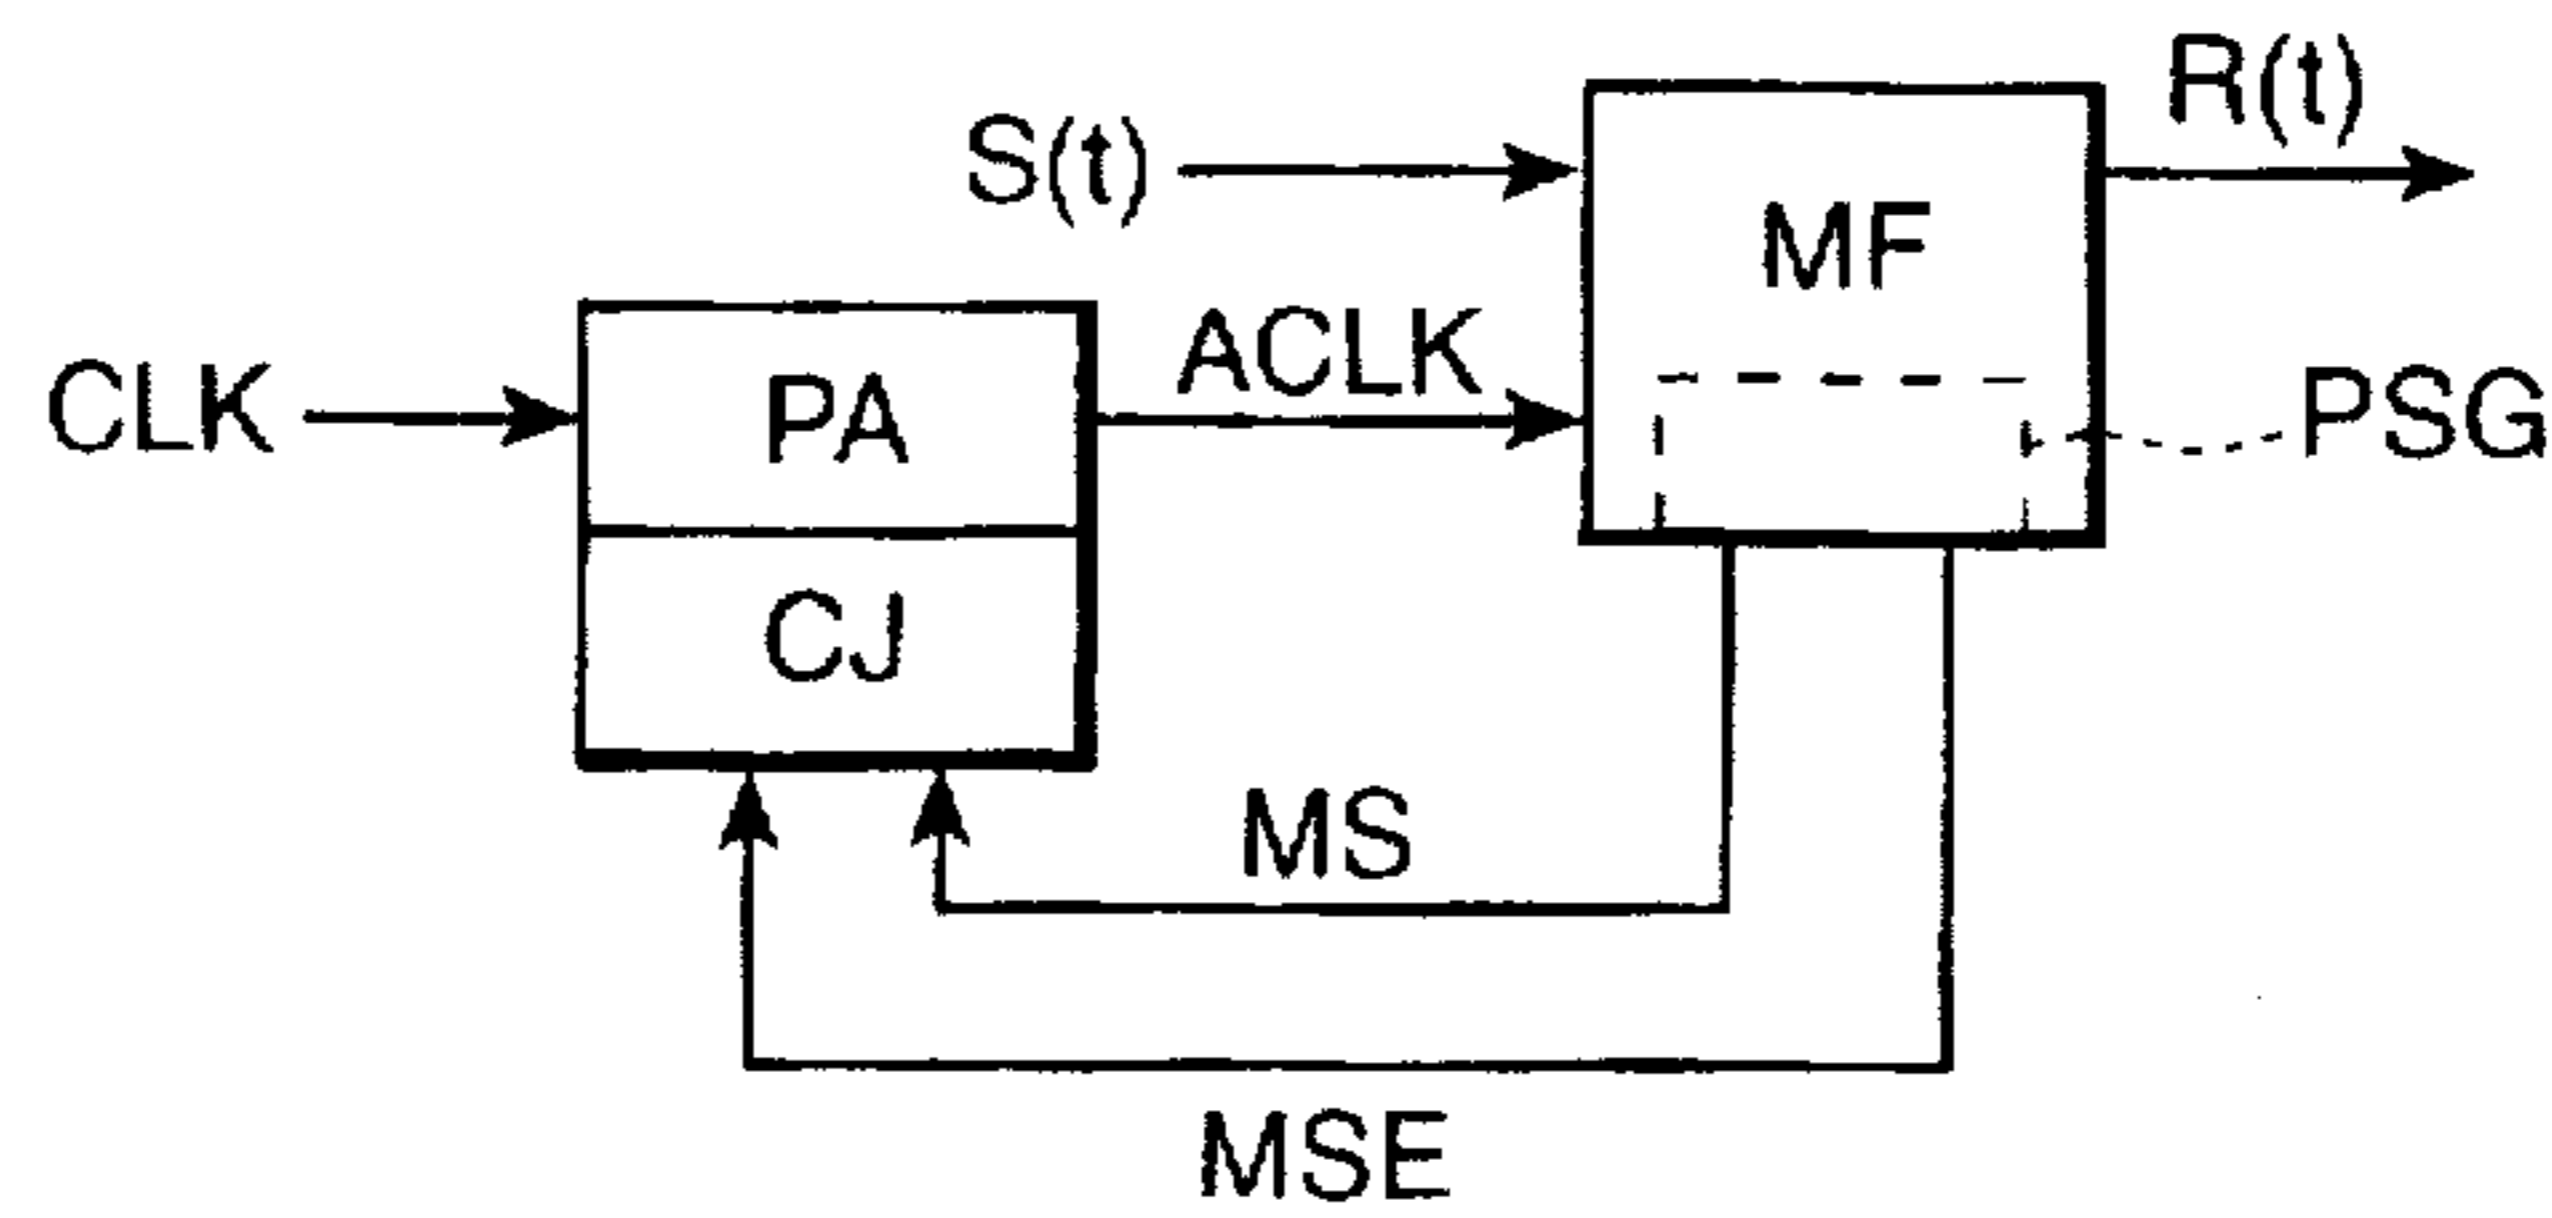 R(t)
S(t)
MF
ACLK
CLK
PA
PSG
CJ
MS
MSE